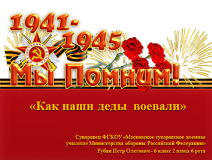 1941-
1945
Мы Помним!
«Как наши деды воевали»
Суворовец ФГКОУ «Московское суворовское военное
училище Министерства обороны Российской Федерации»
Рубан Петр Олегович - 6 класс 2 взвод 6 рота